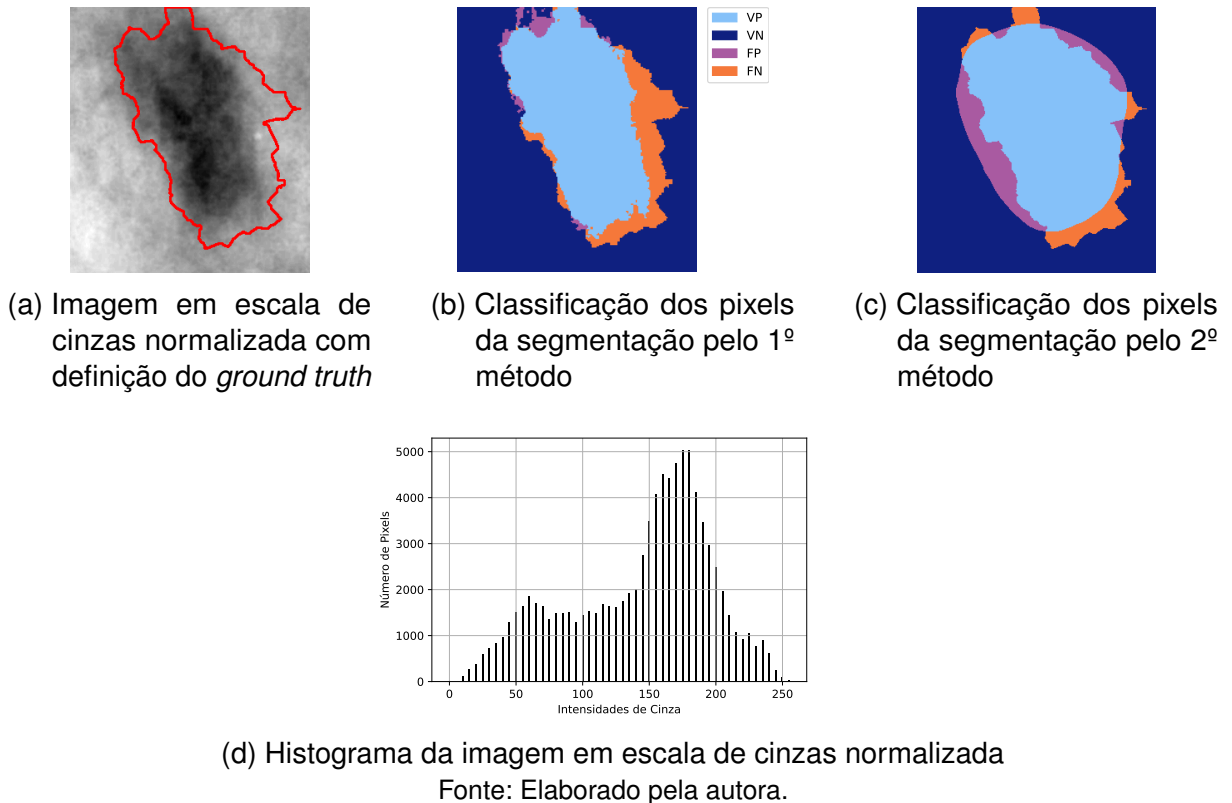 VP
VN
FP
FN
(a) Imagem em escala de
cinzas normalizada com
definição do ground truth
(b) Classificação dos pixels
da segmentação pelo 1º
método
(c) Classificação dos pixels
da segmentação pelo 2º
método
5000
4000
3000
2000
1000
0
Número de Pixels
0 50 100 150 200 250
Intensidades de Cinza
(d) Histograma da imagem em escala de cinzas normalizada
Fonte: Elaborado pela autora.